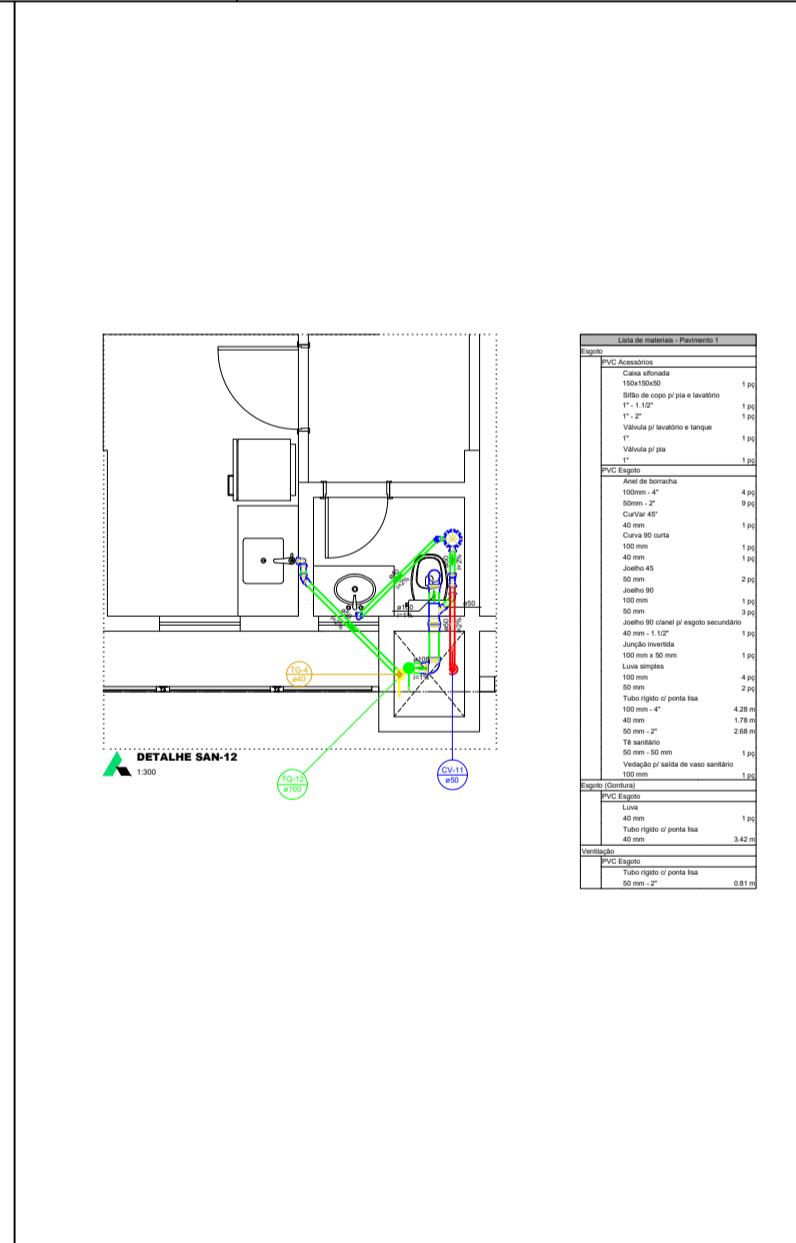 TG-4
ø40
TQ-12
ø100
CV-11
ø50
ø100
i=1%
ø50
ø100
i=1%
DETALHE SAN-12
1:300
Lista de materiais - Pavimento 1
Esgoto
PVC Acessórios
Caixa sifonada
150x150x50 1 pç
Sifão de copo p/ pia e lavatório
1" - 1.1/2" 1 pç
1" - 2" 1 pç
Válvula p/ lavatório e tanque
1" 1 pç
Válvula p/ pia
1" 1 pç
PVC Esgoto
Anel de borracha
100mm - 4" 4 pç
50mm - 2" 9 pç
CurVar 45°
40 mm 1 pç
Curva 90 curta
100 mm 1 pç
40 mm 1 pç
Joelho 45
50 mm 2 pç
Joelho 90
100 mm 1 pç
50 mm 3 pç
Joelho 90 c/anel p/ esgoto secundário
40 mm - 1.1/2" 1 pç
Junção invertida
100 mm x 50 mm 1 pç
Luva simples
100 mm 4 pç
50 mm 2 pç
Tubo rígido c/ ponta lisa
100 mm - 4" 4.28 m
40 mm 1.78 m
50 mm - 2" 2.68 m
Tê sanitário
50 mm - 50 mm 1 pç
Vedação p/ saída de vaso sanitário
100 mm 1 pç
Esgoto (Gordura)
PVC Esgoto
Luva
40 mm 1 pç
Tubo rígido c/ ponta lisa
40 mm 3.42 m
Ventilação
PVC Esgoto
Tubo rígido c/ ponta lisa
50 mm - 2" 0.81 m